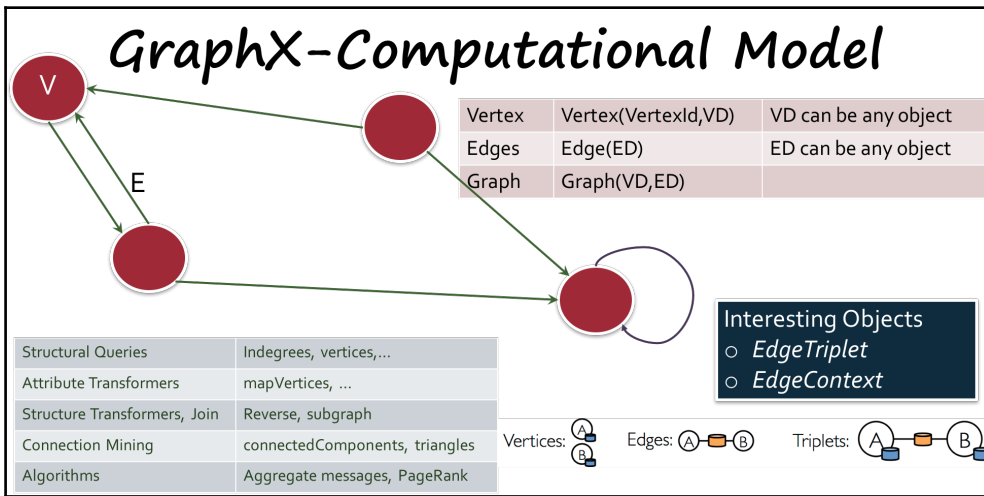 GraphX-Computational Model
V
E
Vertex Vertex(VertexId,VD) VD can be any object
Edges Edge(ED) ED can be any object
Graph Graph(VD,ED)
Interesting Objects
o EdgeTriplet
o EdgeContext
Structural Queries Indegrees, vertices,...
Attribute Transformers mapVertices, ...
Structure Transformers, Join Reverse, subgraph
Connection Mining connectedComponents, triangles
Algorithms Aggregate messages, PageRank
Vertices: A B
Edges: A B
Triplets: A B